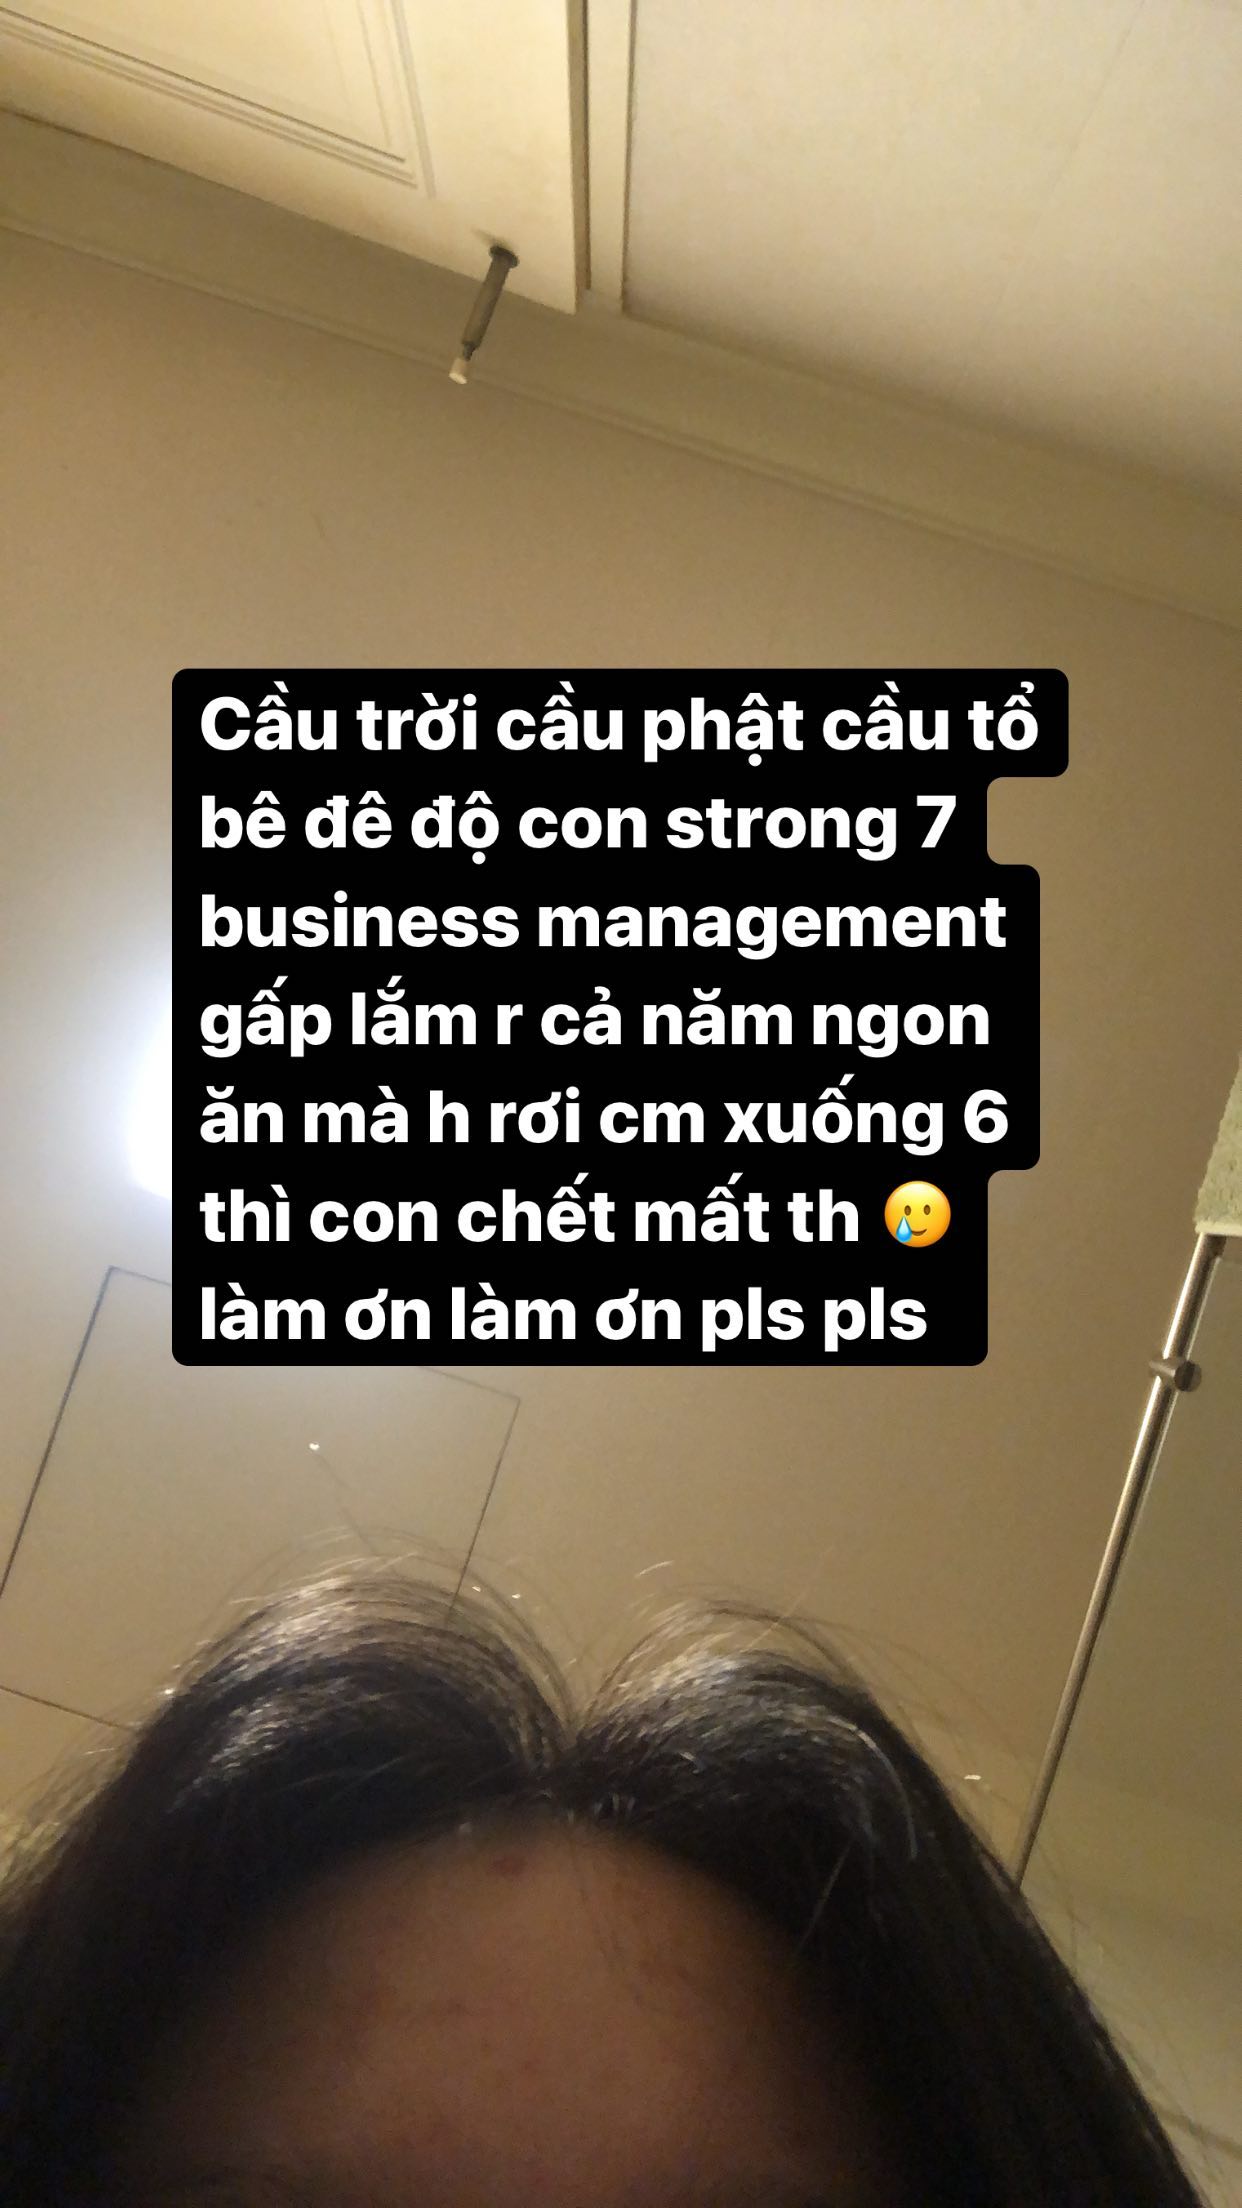 Cầu trời cầu phật cầu tổ
bê đê độ con strong 7
business management
gấp lắm r cả năm ngon
ăn mà h rơi cm xuống 6
thì con chết mất th 🥲
làm ơn làm ơn pls pls